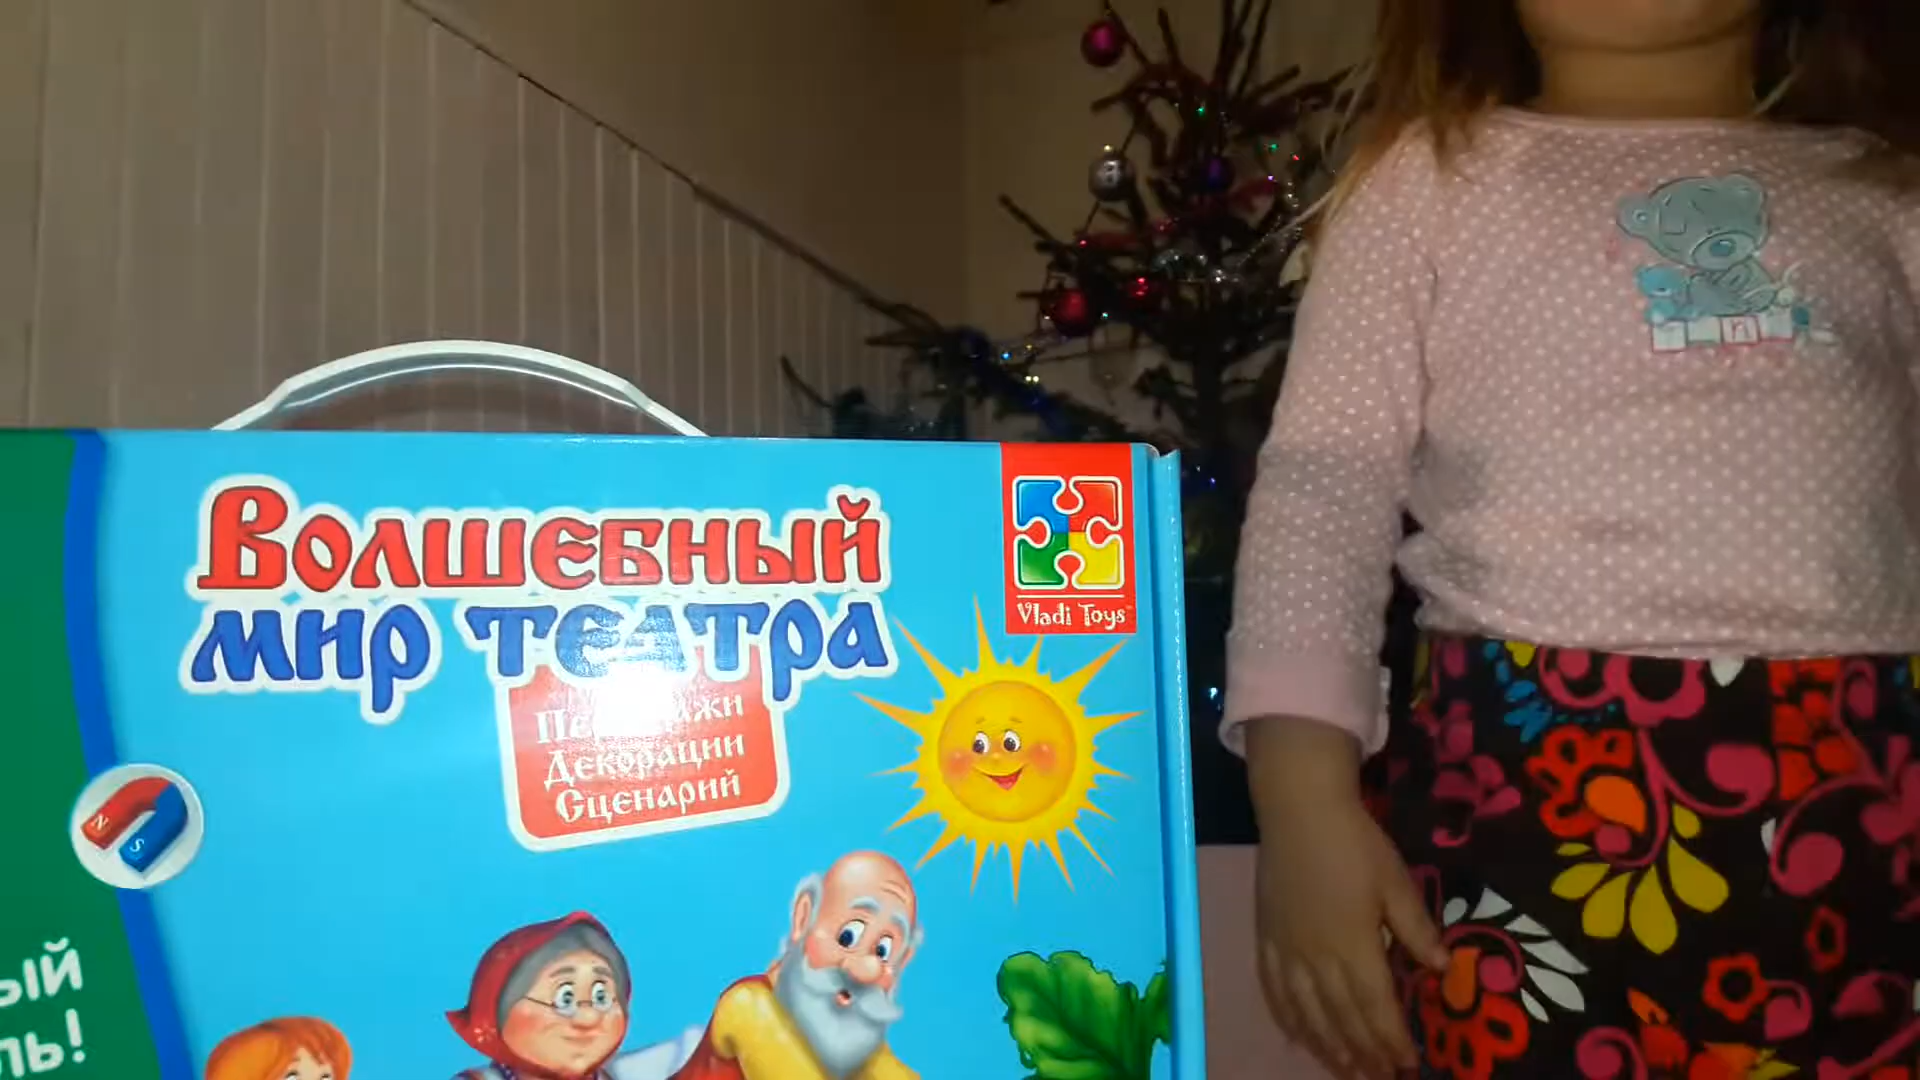 Волшебный
мир театра
Vladi Toys
Декорации
Сценарий
N
S